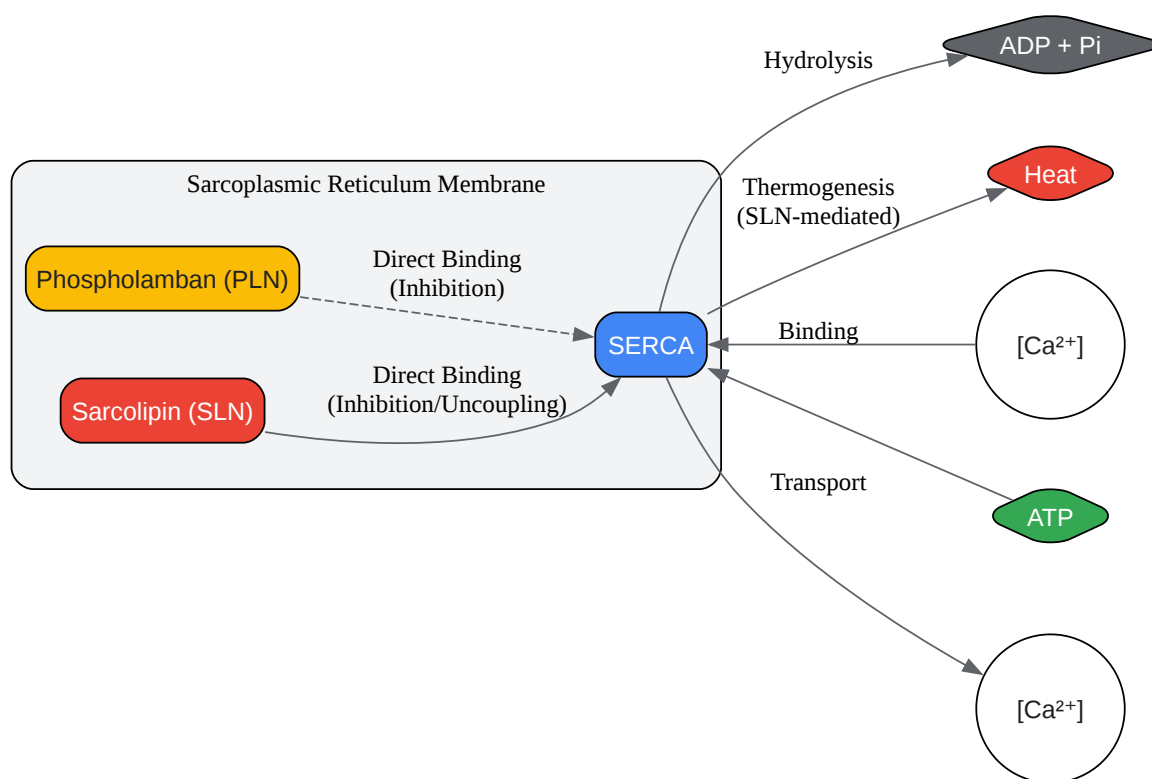 ADP + Pi
Hydrolysis
Sarcoplasmic Reticulum Membrane
Thermogenesis
(SLN-mediated)
Heat
Phospholamban (PLN)
Direct Binding
(Inhibition)
SERCA
Binding
[Ca²⁺]
Sarcolipin (SLN)
Direct Binding
(Inhibition/Uncoupling)
Transport
ATP
[Ca²⁺]